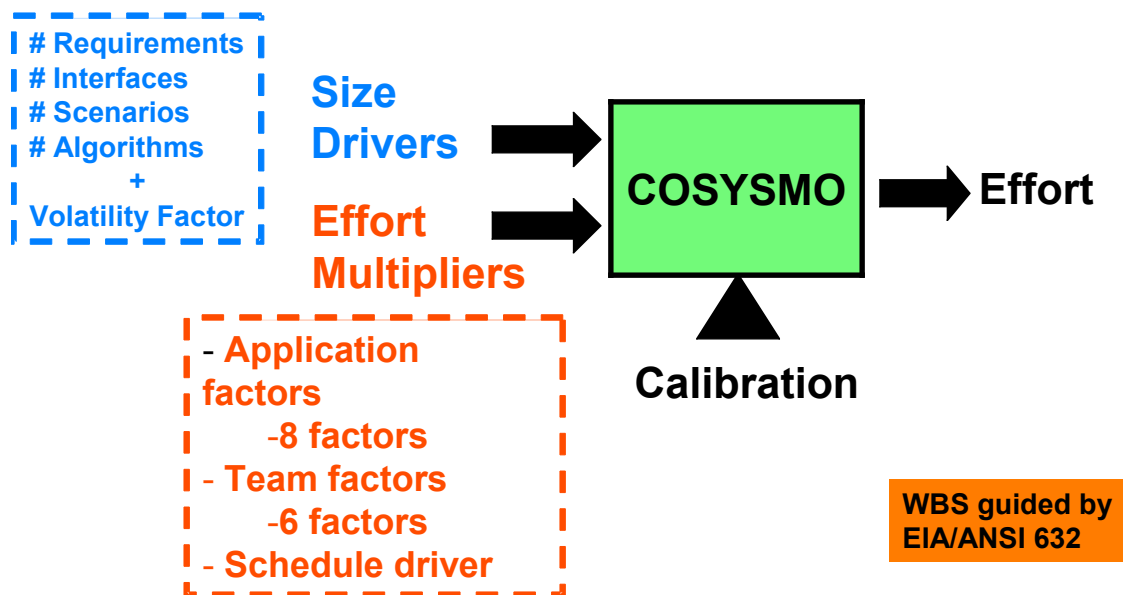 # Requirements
# Interfaces
# Scenarios
# Algorithms
+
Volatility Factor
Size
Drivers
Effort
Multipliers
COSYSMO
Effort
Calibration
- Application
factors
-8 factors
- Team factors
-6 factors
- Schedule driver
WBS guided by
EIA/ANSI 632